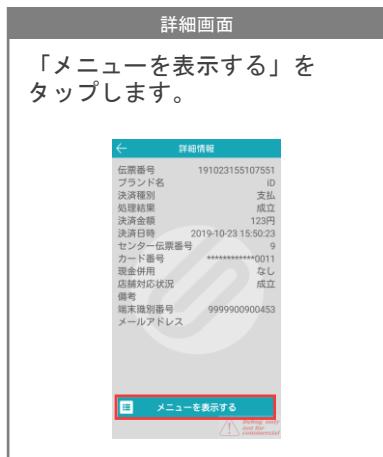 詳細画面
「メニューを表示する」を
タップします。
詳細情報
伝票番号 191023155107551
ブランド名 iD
決済種別 支払
処理結果 成立
決済金額 123円
決済日時 2019-10-23 15:50:23
センター伝票番号 9
カード番号 ************0011
現金併用 なし
店舗対応状況 成立
備考
端末識別番号 9999900900453
メールアドレス
メニューを表示する
Debug only
not for
commercial